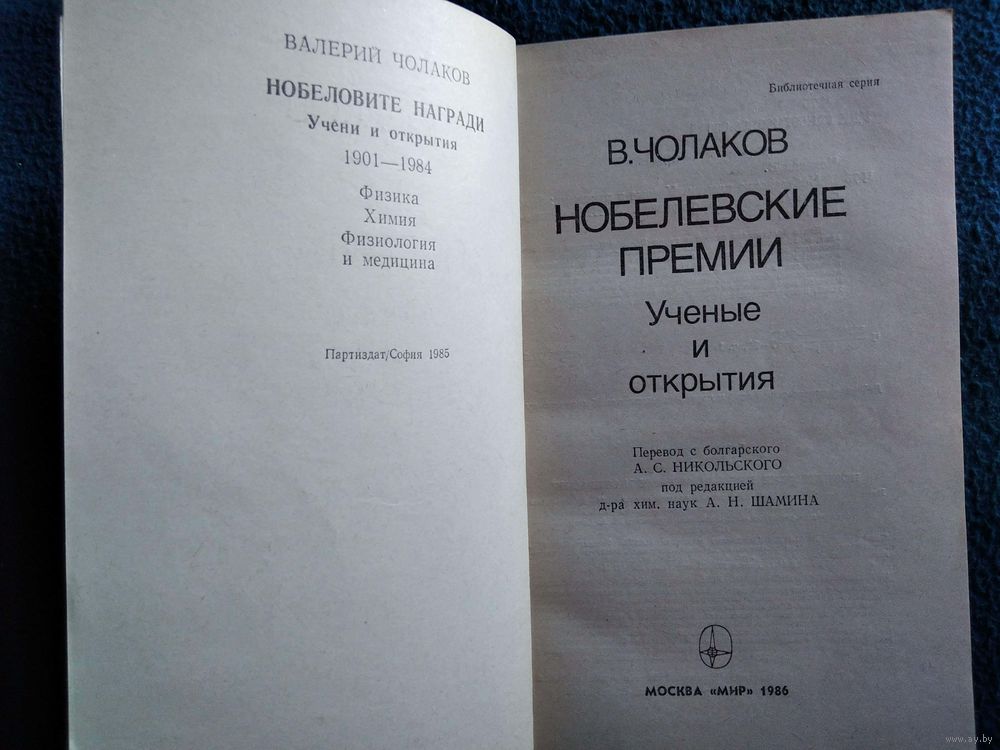 ВАЛЕРИЙ ЧОЛАКОВ
НОБЕЛОВИТЕ НАГРАДИ
Учени и открытия
1901—1984
Физика
Химия
Физиология
и медицина
Партиздат/София 1985
Библиотечная серия
В.ЧОЛАКОВ
НОБЕЛЕВСКИЕ
ПРЕМИИ
Ученые
и
открытия
Перевод с болгарского
А. С. НИКОЛЬСКОГО
под редакцией
д-ра хим. наук А. Н. ШАМИНА
МОСКВА «МИР» 1986
www.ay.by